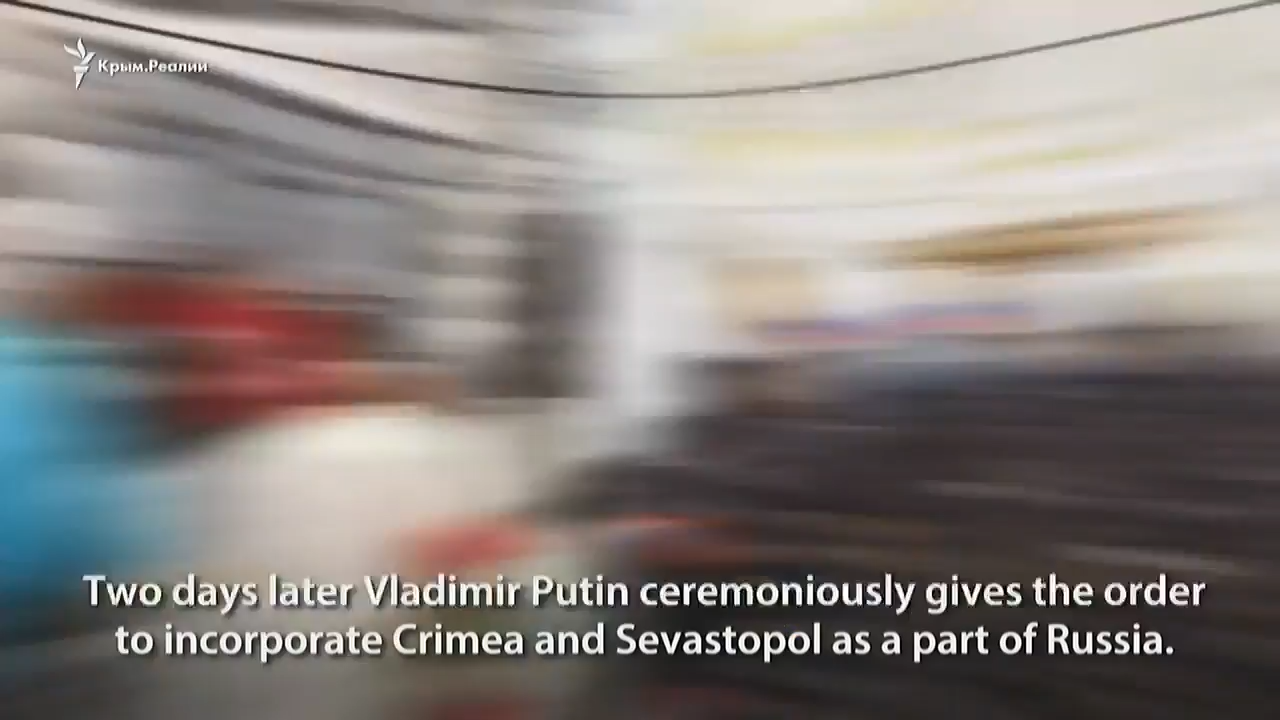 Крым.Реалии
Two days later Vladimir Putin ceremoniously gives the order
to incorporate Crimea and Sevastopol as a part of Russia.